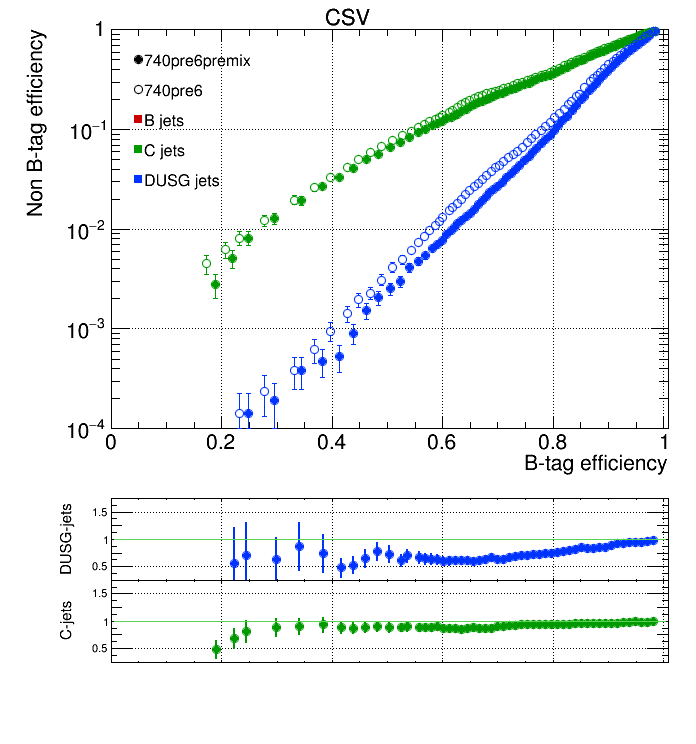 CSV
Non B-tag efficiency
1
10⁻¹
10⁻²
10⁻³
10⁻⁴
740pre6premix
740pre6
B jets
C jets
DUSG jets
0 0.2 0.4 0.6 0.8 1
B-tag efficiency
DUSG-jets
1.5
1
0.5
C-jets
1.5
1
0.5